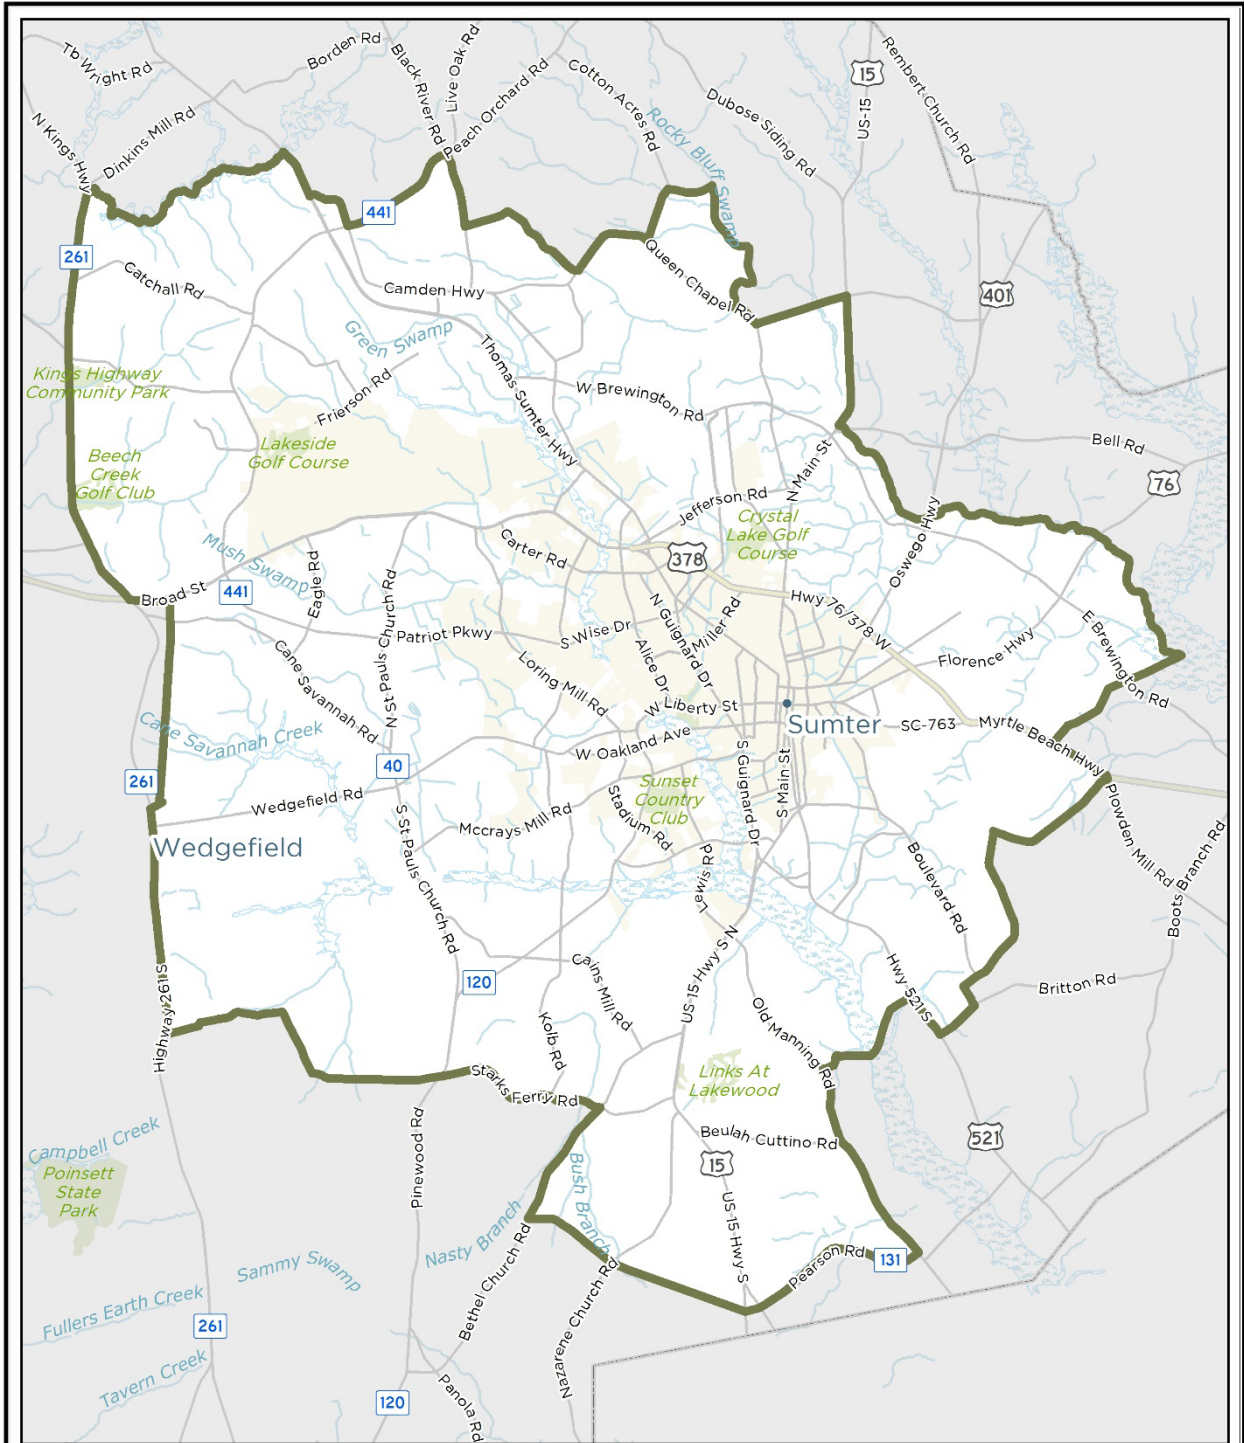 Tb Wright Rd
Borden Rd
Black River Rd
Live Oak Rd
Peach Orchard Rd
Cotton Acres Rd
Rocky Bluff Swamp
Dubose Siding Rd
15
US-15
Rembert Church Rd
N Kings Hwy
Dinkins Mill Rd
441
261
Catchall Rd
Camden Hwy
Queen Chapel Rd
401
Green Swamp
Kings Highway
Community Park
Frierson Rd
Thomas Sumter Hwy
W Brewington Rd
Lakeside
Golf Course
Beech
Creek
Golf Club
N Main St
Bell Rd
76
Jefferson Rd
Crystal
Lake Golf
Course
Oswego Hwy
Mush Swamp
Eagle Rd
Carter Rd
378
Broad St
441
N St Pauls Church Rd
Patriot Pkwy
S Wise Dr
N Guignard Dr
Miller Rd
Hwy 76/378 W
E Brewington Rd
Florence Hwy
Cane Savannah Rd
Loring Mill Rd
Alice Dr
W Liberty St
Sumter
SC-763
Myrtle Beach Hwy
Cane Savannah Creek
W Oakland Ave
S Guignard Dr
S Main St
261
40
Wedgefield Rd
Sunset
Country
Club
Stadium Rd
Mccrays Mill Rd
Plowden Mill Rd
Boots Branch Rd
Wedgefield
S St Pauls Church Rd
Lewis Rd
Boulevard Rd
Highway 261 S
120
Cains Mill Rd
US-15 Hwy S N
Hwy 521 S
Britton Rd
Kolb Rd
Old Manning Rd
Links At
Lakewood
Starks Ferry Rd
Campbell Creek
Poinsett
State
Park
Pinewood Rd
Beulah Cuttino Rd
521
15
Bush Branch
Nasty Branch
US-15 Hwy S
Sammy Swamp
Bethel Church Rd
Pearson Rd
131
Fullers Earth Creek
261
Nazarene Church Rd
Tavern Creek
120
Panola Rd